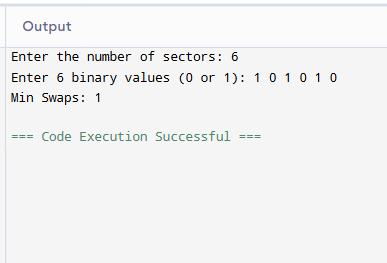 Output
Enter the number of sectors: 6
Enter 6 binary values (0 or 1): 1 0 1 0 1 0
Min Swaps: 1
=== Code Execution Successful ===